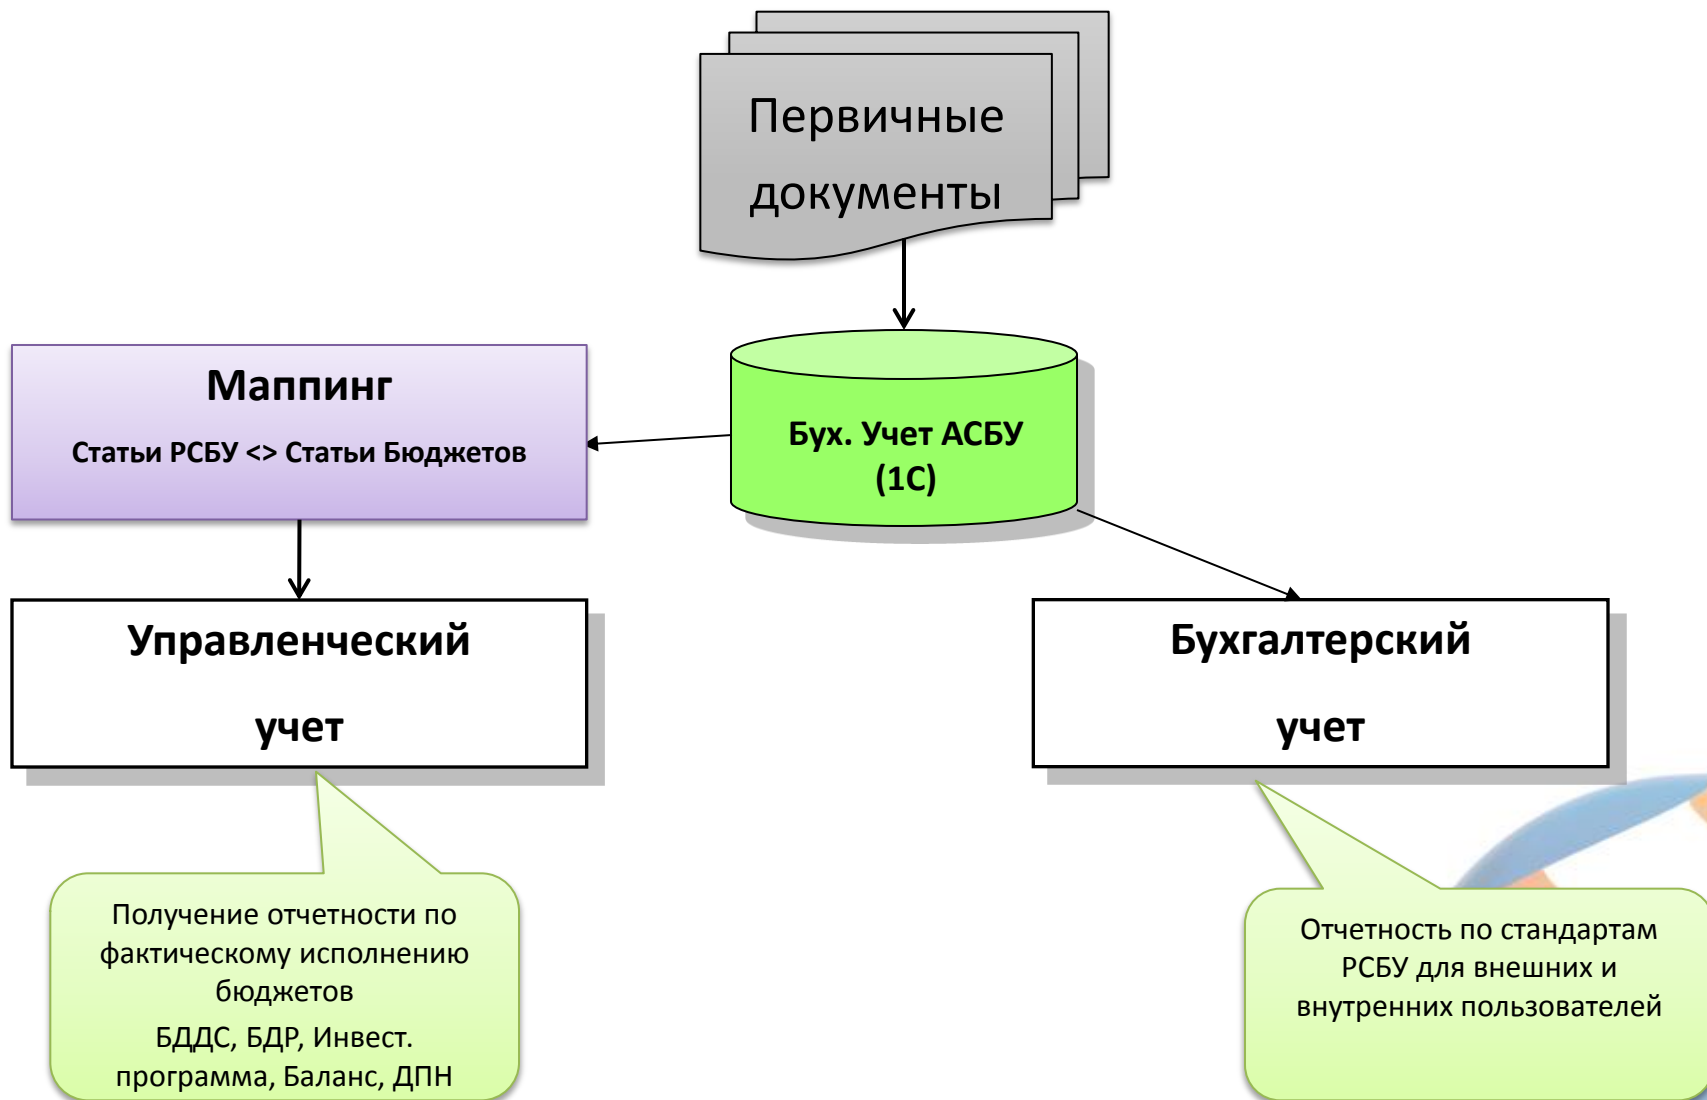 Первичные
документы
Маппинг
Статьи РСБУ <> Статьи Бюджетов
Бух. Учет АСБУ
(1С)
Управленческий
учет
Бухгалтерский
учет
Получение отчетности по
фактическому исполнению
бюджетов
БДДС, БДР, Инвест.
программа, Баланс, ДПН
Отчетность по стандартам
РСБУ для внешних и
внутренних пользователей